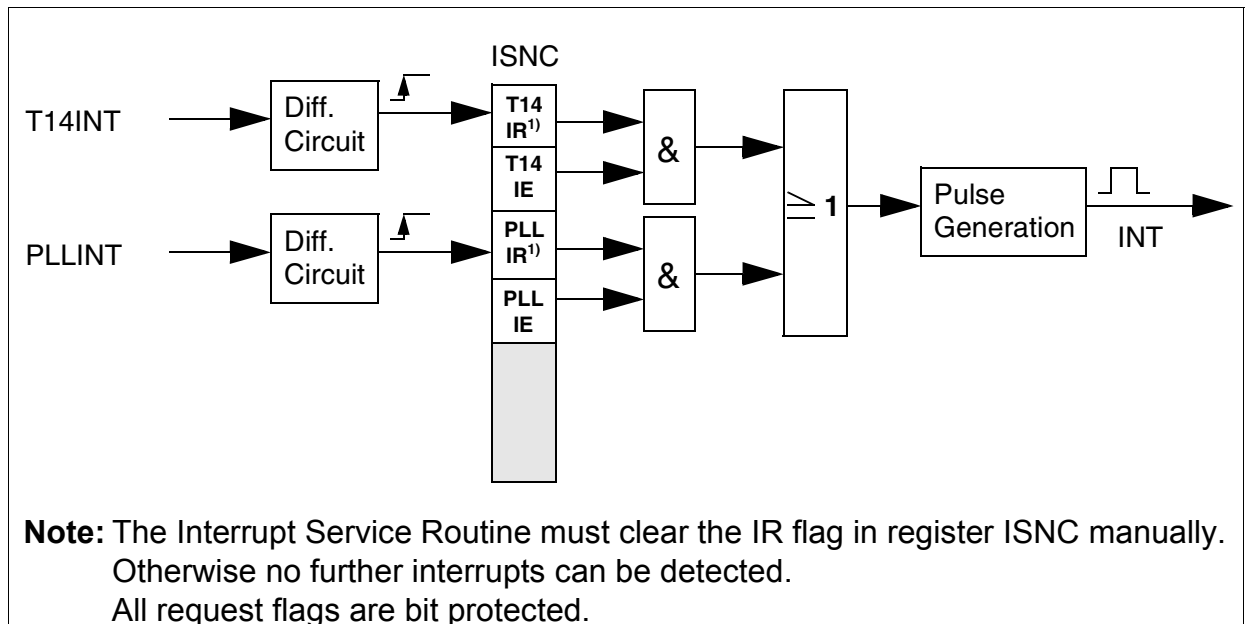 ISNC
T14INT
Diff.
Circuit
T14
IR1)
T14
IE
&
≥ 1
Pulse
Generation
INT
PLLINT
Diff.
Circuit
PLL
IR1)
PLL
IE
&
Note: The Interrupt Service Routine must clear the IR flag in register ISNC manually.
Otherwise no further interrupts can be detected.
All request flags are bit protected.